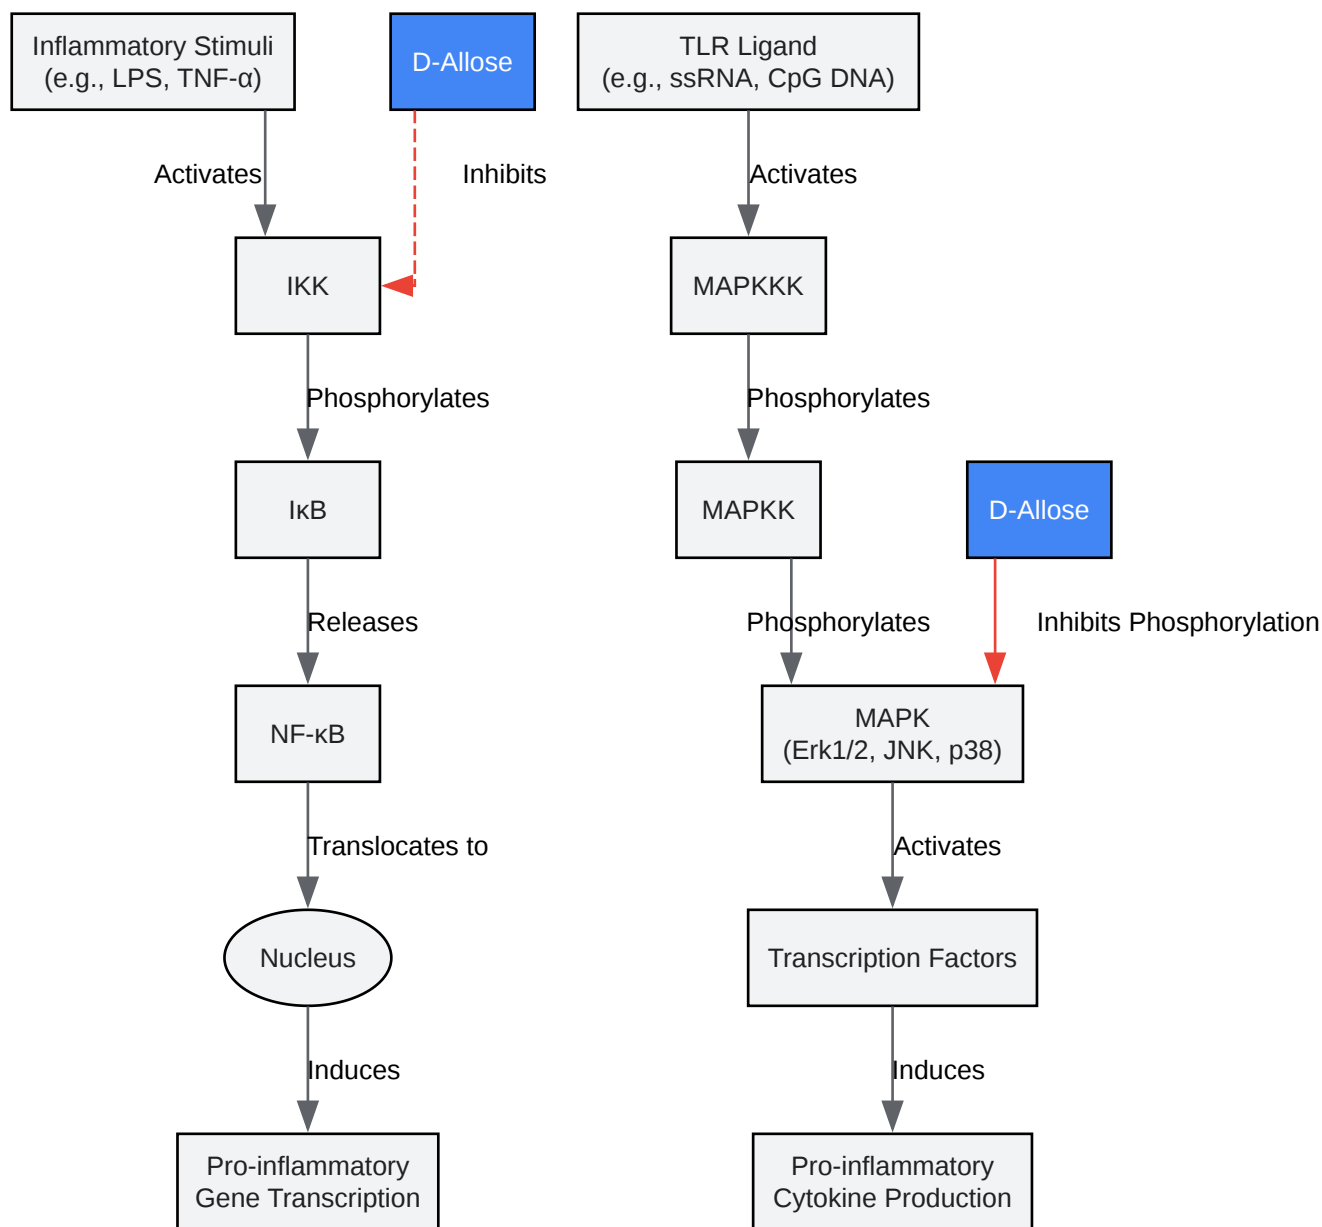 Inflammatory Stimuli
(e.g., LPS, TNF-α)
D-Allose
TLR Ligand
(e.g., ssRNA, CpG DNA)
Activates
Inhibits
Activates
IKK
MAPKKK
Phosphorylates
Phosphorylates
IκB
MAPKK
D-Allose
Releases
Phosphorylates
Inhibits Phosphorylation
NF-κB
MAPK
(Erk1/2, JNK, p38)
Translocates to
Activates
Nucleus
Transcription Factors
Induces
Induces
Pro-inflammatory
Gene Transcription
Pro-inflammatory
Cytokine Production